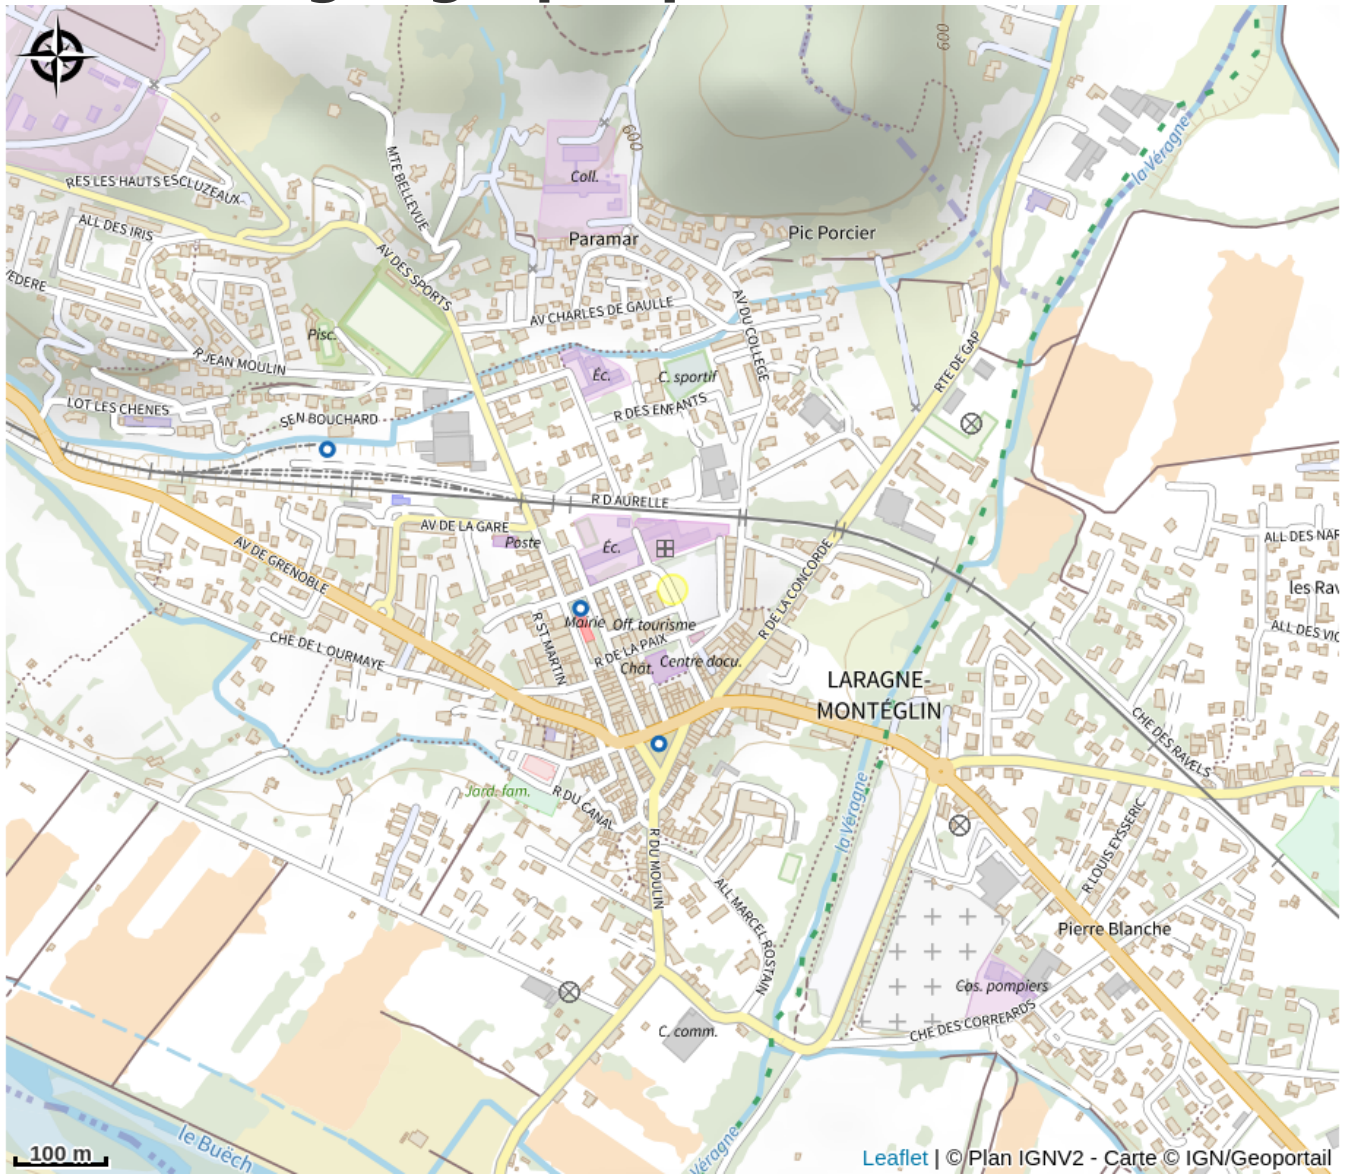 600
la Véragne
600
Coll.
MTE BELLEVUE
RES LES HAUTS ESCLUZEAUX
ALL DES IRIS
Paramar
Pic Porcier
AV DES SPORTS
VEDERE
AV CHARLES DE GAULLE
AV DU COLLEGE
Pisc.
R JEAN MOULIN
RTE DE GAP
Éc.
C. sportif
LOT LES CHENES
SEN BOUCHARD
R DES ENFANTS
R D AURELLE
AV DE LA GARE
Poste
Éc.
AV DE GRENOBLE
R DE LA CONCORDE
ALL DES NAR
les Rav
Mairie
Off. tourisme
R ST MARTIN
CHE DE L OURMAYE
R DE LA PAIX
Chât.
Centre docu.
ALL DES VIO
LARAGNE-
MONTÉGLIN
CHE DES RAVELS
Jard. fam.
R DU CANAL
la Véragne
R LOUIS EYSSERIC
R DU MOULIN
ALL MARCEL ROSTAIN
Pierre Blanche
Cas. pompiers
C. comm.
CHE DES CORREARDS
le Buëch
Véragne
100 m
Leaflet | © Plan IGNV2 - Carte © IGN/Geoportail